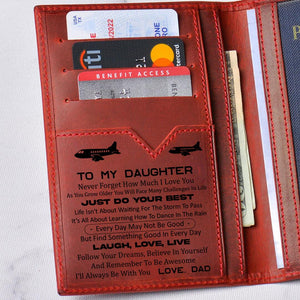 USA
citi
mastercard
BENEFIT ACCESS
TO MY DAUGHTER
Never Forget How Much I Love You
As You Grow Older You Will Face Many Challenges In Life
JUST DO YOUR BEST
Life Isn't About Waiting For The Storm To Pass
It's All About Learning How To Dance In The Rain
Every Day May Not Be Good
But Find Something Good In Every Day
LAUGH, LOVE, LIVE
Follow Your Dreams, Believe In Yourself
And Remember To Be Awesome
I'll Always Be With You LOVE, DAD